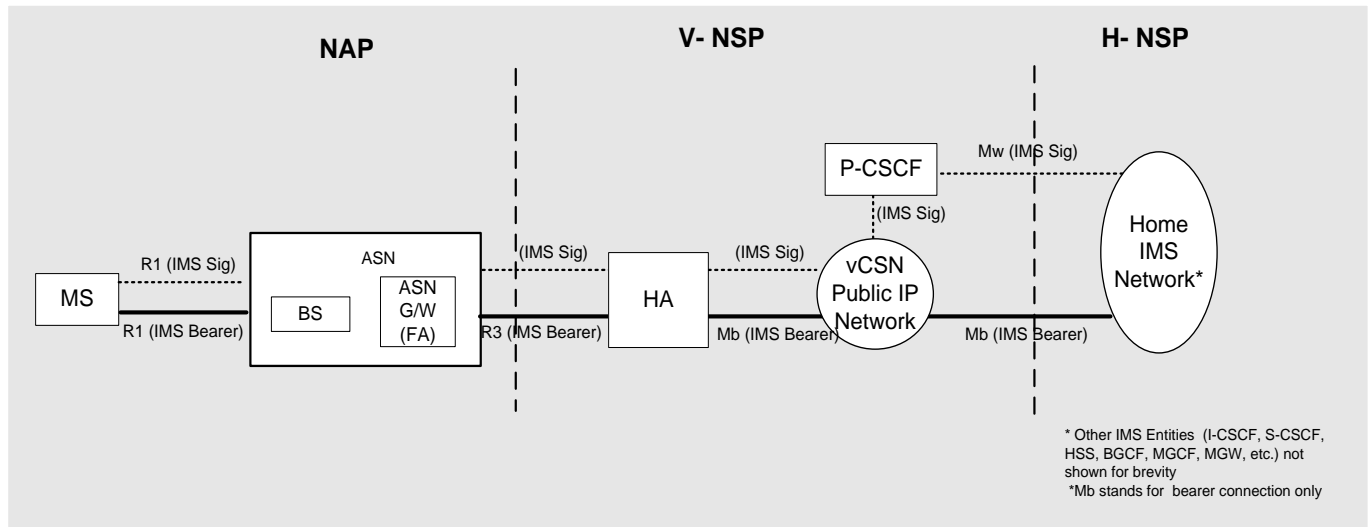 NAP
V- NSP
H- NSP
P-CSCF
Mw (IMS Sig)
(IMS Sig)
Home
IMS
Network*
R1 (IMS Sig)
ASN
(IMS Sig)
(IMS Sig)
MS
BS
ASN
G/W
(FA)
HA
vCSN
Public IP
Network
R1 (IMS Bearer)
R3 (IMS Bearer)
Mb (IMS Bearer)
Mb (IMS Bearer)
* Other IMS Entities (I-CSCF, S-CSCF,
HSS, BGCF, MGCF, MGW, etc.) not
shown for brevity
*Mb stands for bearer connection only